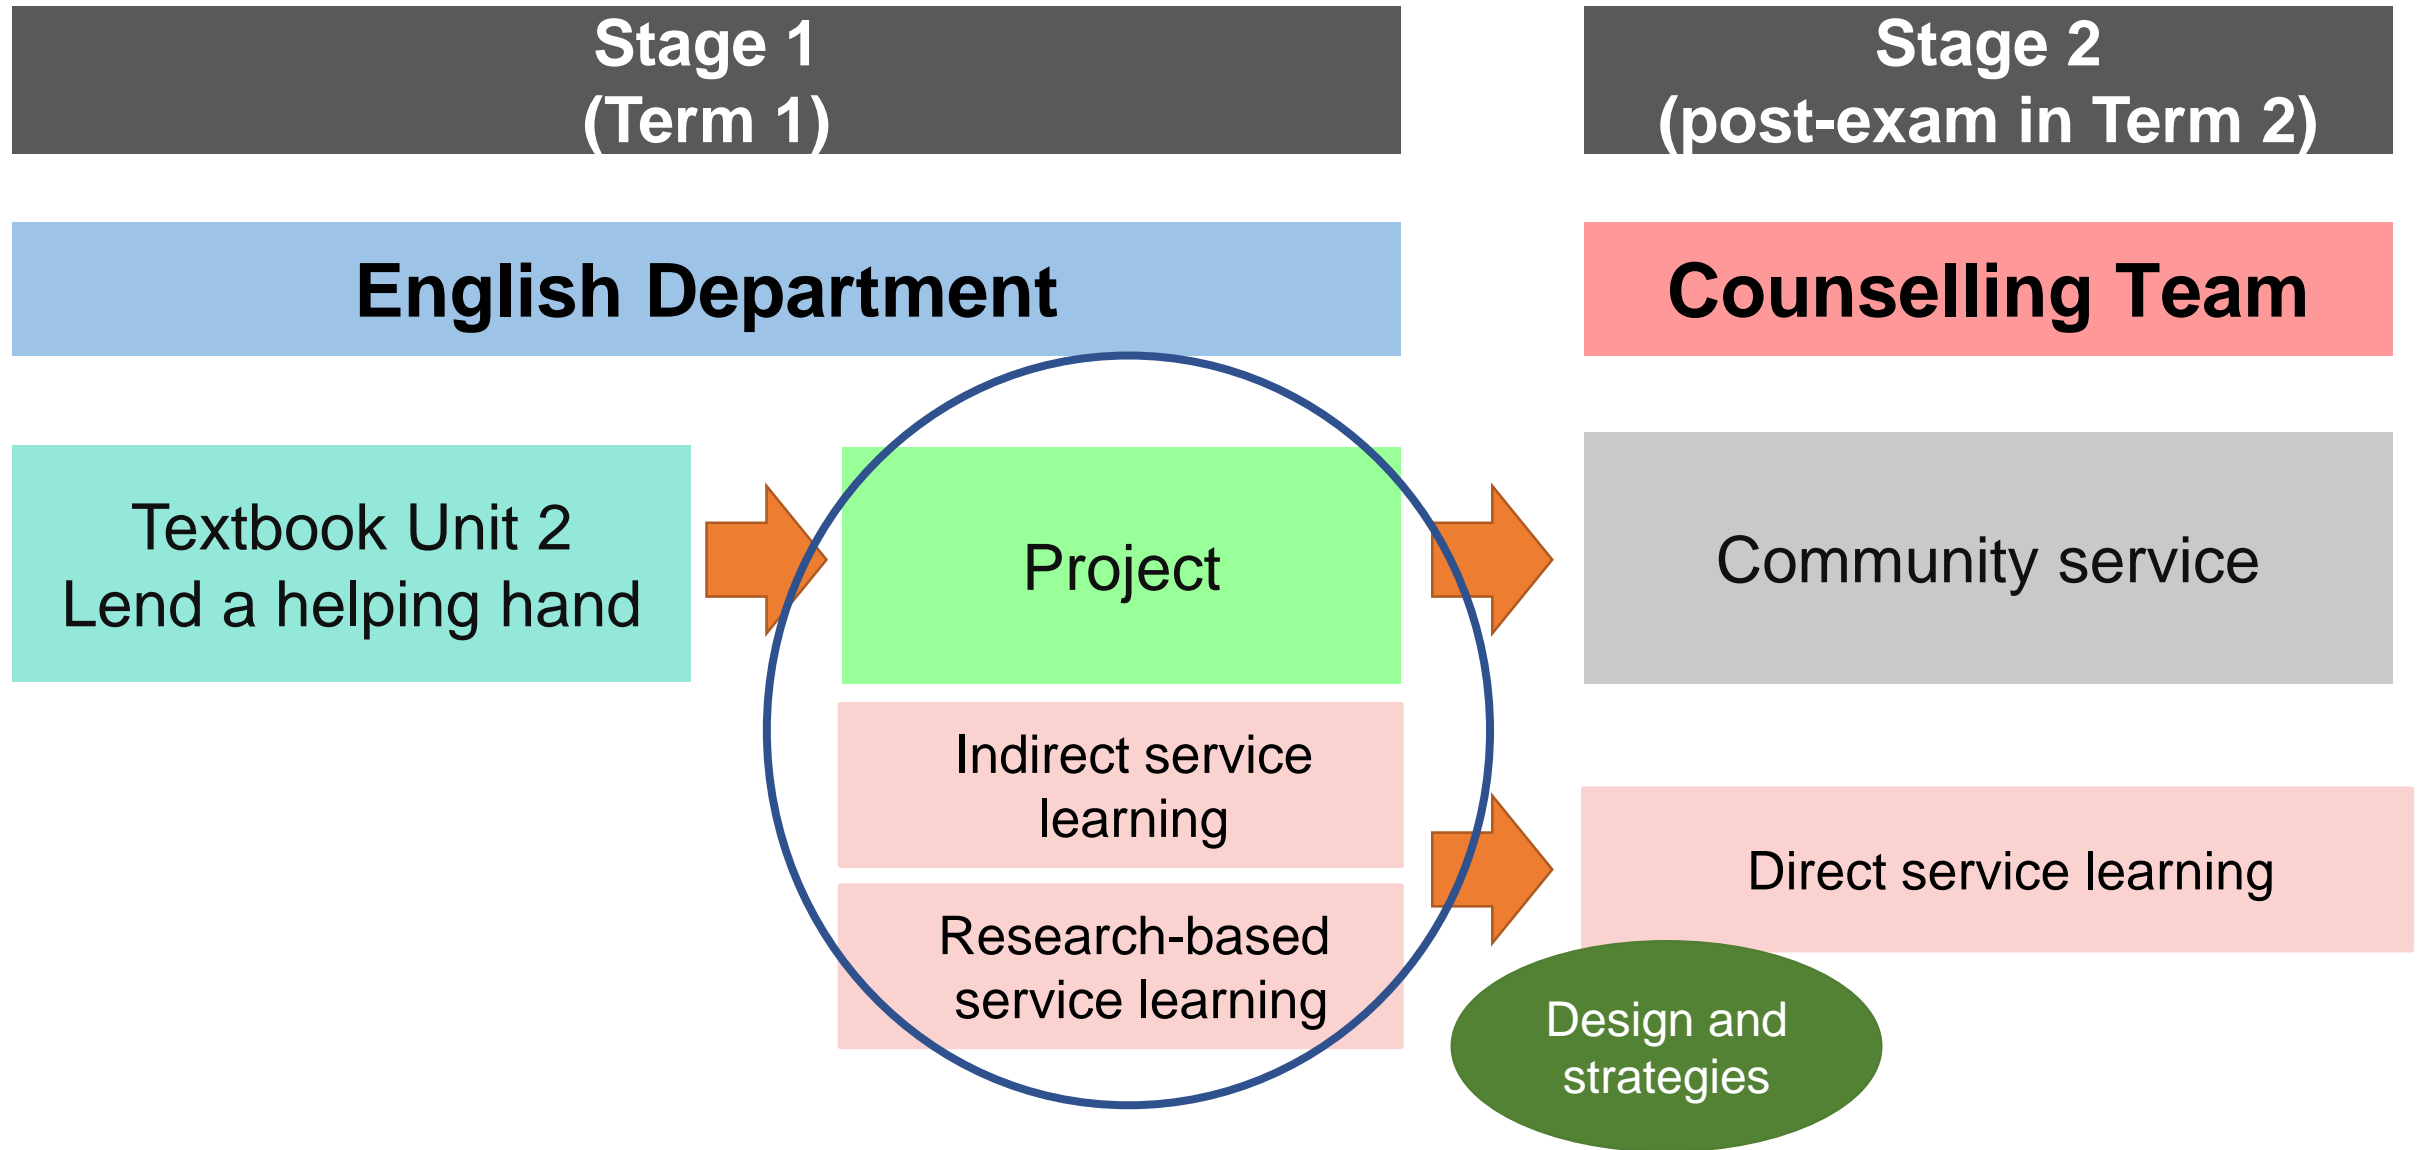 Stage 1
(Term 1)
Stage 2
(post-exam in Term 2)
English Department
Counselling Team
Textbook Unit 2
Lend a helping hand
Project
Community service
Indirect service
learning
Research-based
service learning
Direct service learning
Design and
strategies